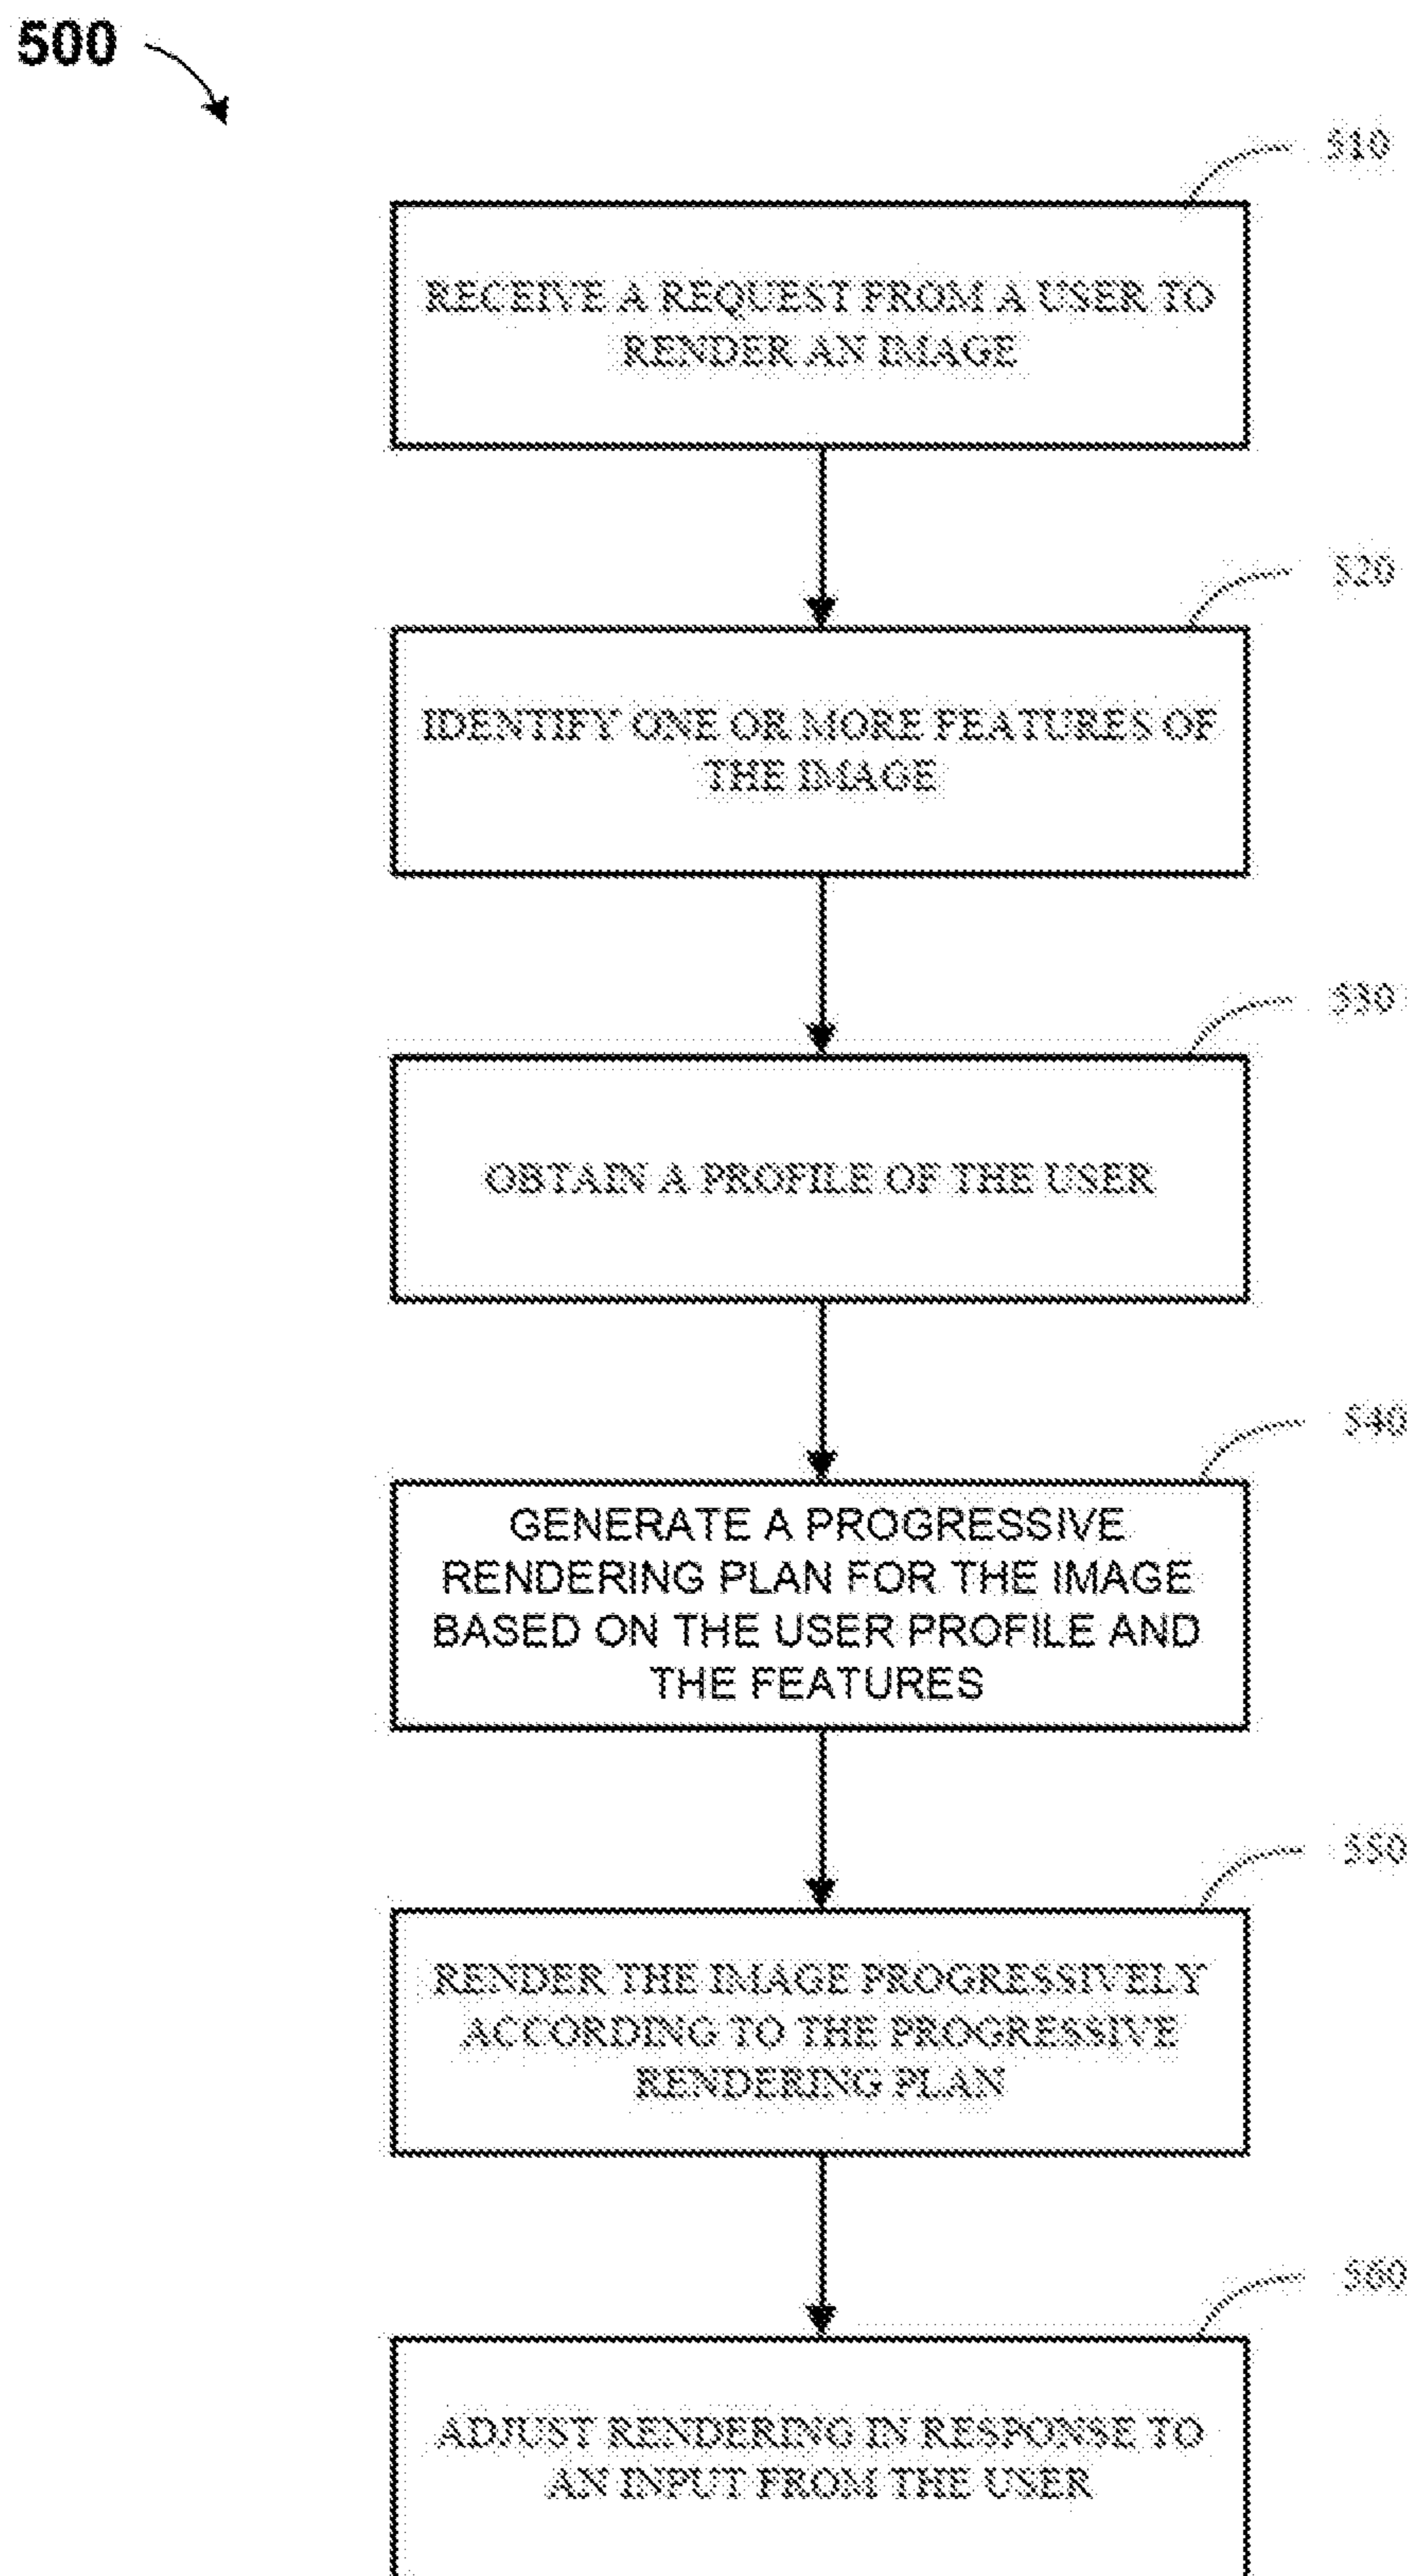 500
510
RECEIVE A REQUEST FROM A USER TO
RENDER AN IMAGE
520
IDENTIFY ONE OR MORE FEATURES OF
THE IMAGE
530
OBTAIN A PROFILE OF THE USER
540
GENERATE A PROGRESSIVE
RENDERING PLAN FOR THE IMAGE
BASED ON THE USER PROFILE AND
THE FEATURES
550
RENDER THE IMAGE PROGRESSIVELY
ACCORDING TO THE PROGRESSIVE
RENDERING PLAN
560
ADJUST RENDERING IN RESPONSE TO
AN INPUT FROM THE USER